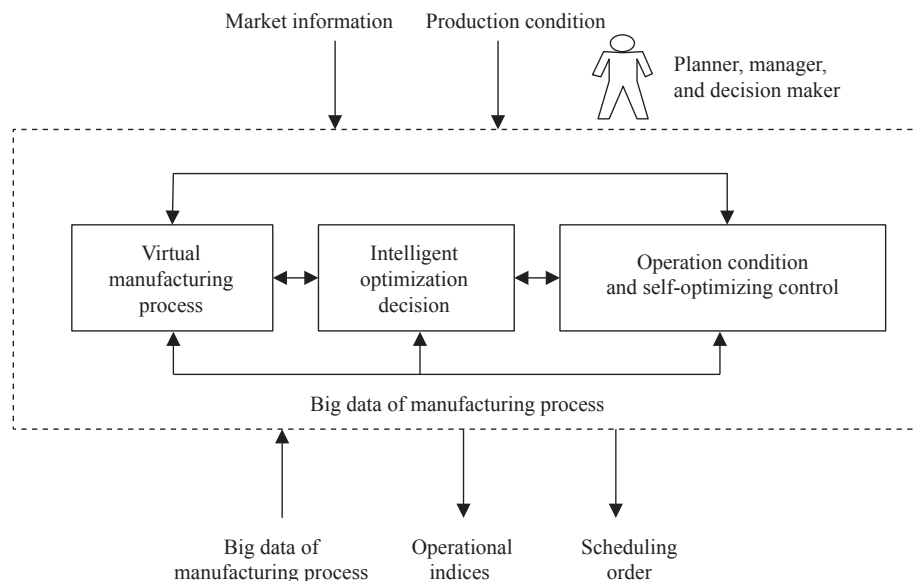 Market information
Production condition
Planner, manager,
and decision maker
Virtual
manufacturing
process
Intelligent
optimization
decision
Operation condition
and self-optimizing control
Big data of manufacturing process
Big data of
manufacturing process
Operational
indices
Scheduling
order